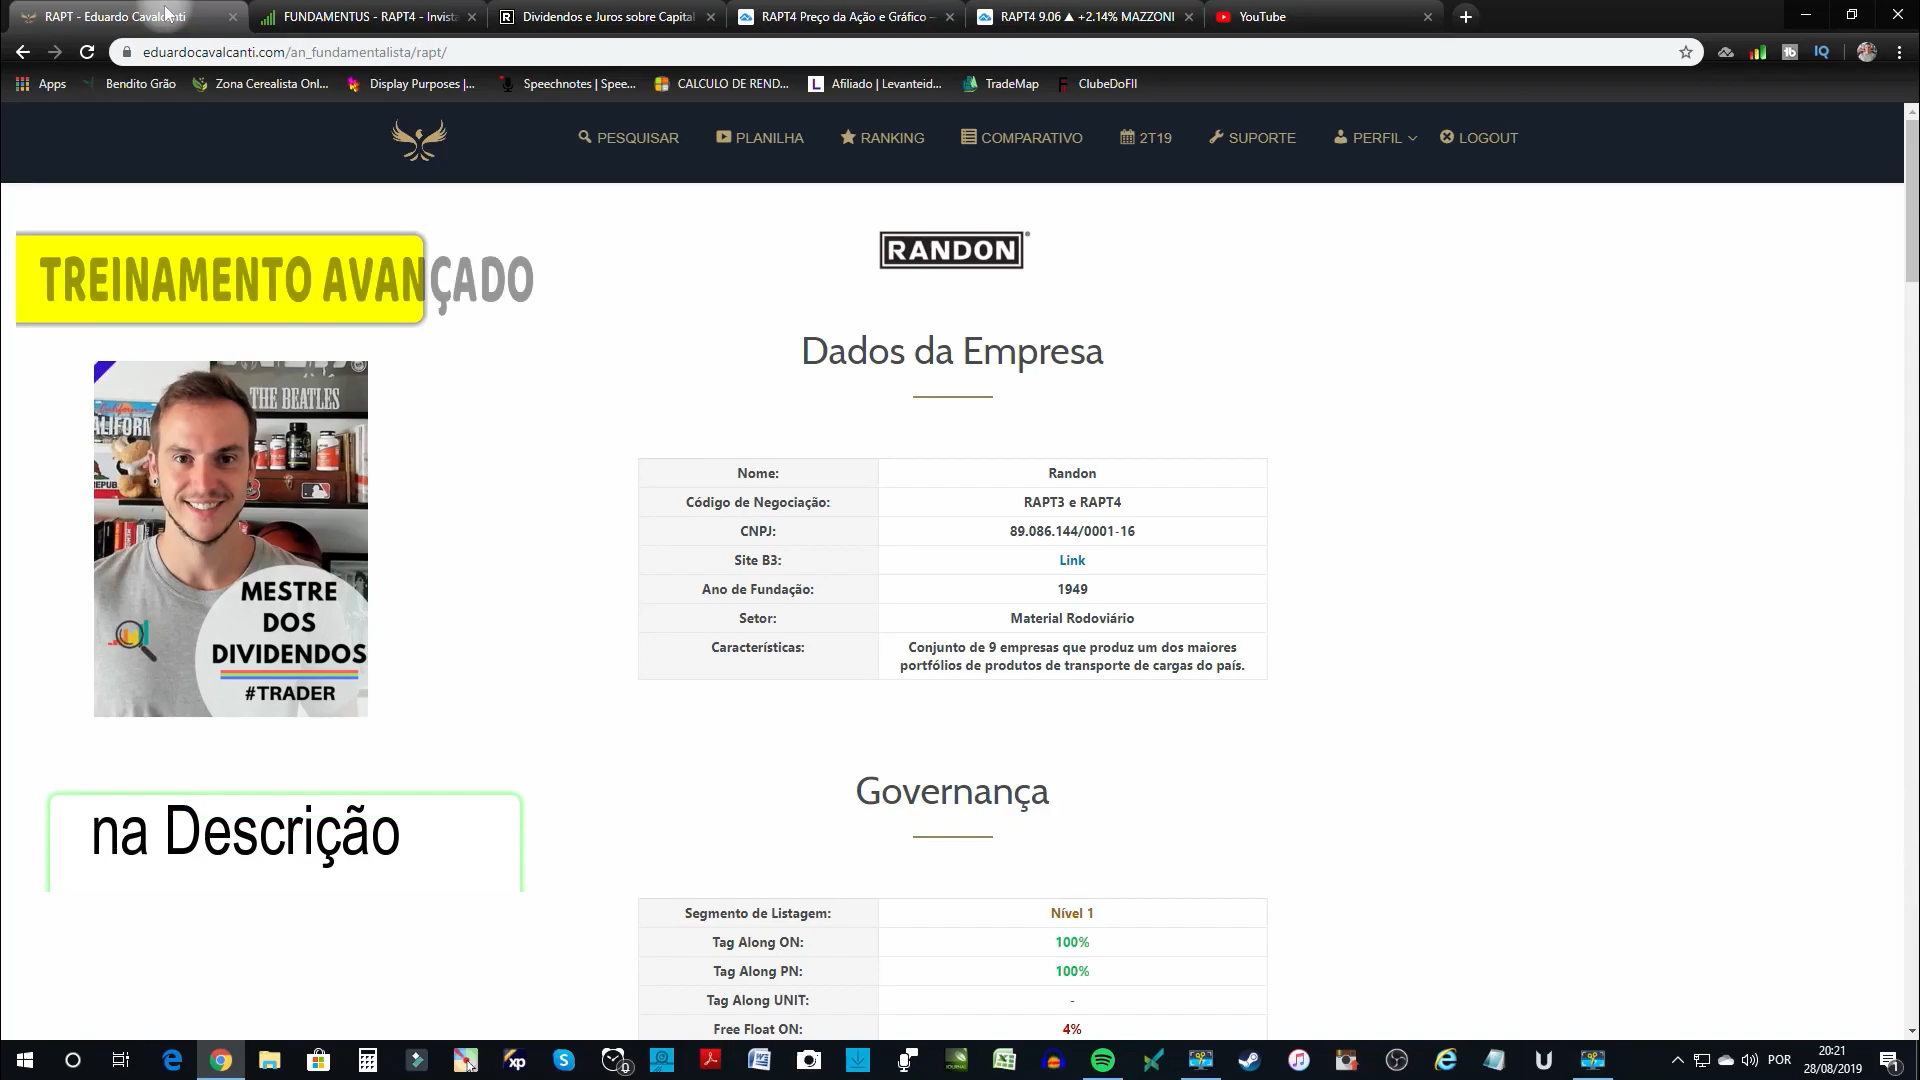 RAPT - Eduardo Cavalcanti
FUNDAMENTUS - RAPT4 - Invist
Dividendos e Juros sobre Capital
RAPT4 Preço da Ação e Gráfico –
RAPT4 9.06 ▲ +2.14% MAZZONI
YouTube
eduardocavalcanti.com/an_fundamentalista/rapt/
Apps
Bendito Grão
Zona Cerealista Onl...
Display Purposes |...
Speechnotes | Spee...
CALCULO DE REND...
Afiliado | Levanteid...
TradeMap
ClubeDoFII
PESQUISAR
PLANILHA
RANKING
COMPARATIVO
2T19
SUPORTE
PERFIL
LOGOUT
TREINAMENTO AVANÇADO
RANDON
Dados da Empresa
THE BEATLES
MESTRE
DOS
DIVIDENDOS
#TRADER
Nome: Randon
Código de Negociação: RAPT3 e RAPT4
CNPJ: 89.086.144/0001-16
Site B3: Link
Ano de Fundação: 1949
Setor: Material Rodoviário
Características: Conjunto de 9 empresas que produz um dos maiores
portfólios de produtos de transporte de cargas do país.
na Descrição
Governança
Segmento de Listagem: Nível 1
Tag Along ON: 100%
Tag Along PN: 100%
Tag Along UNIT: -
Free Float ON: 4%
POR
20:21
28/08/2019